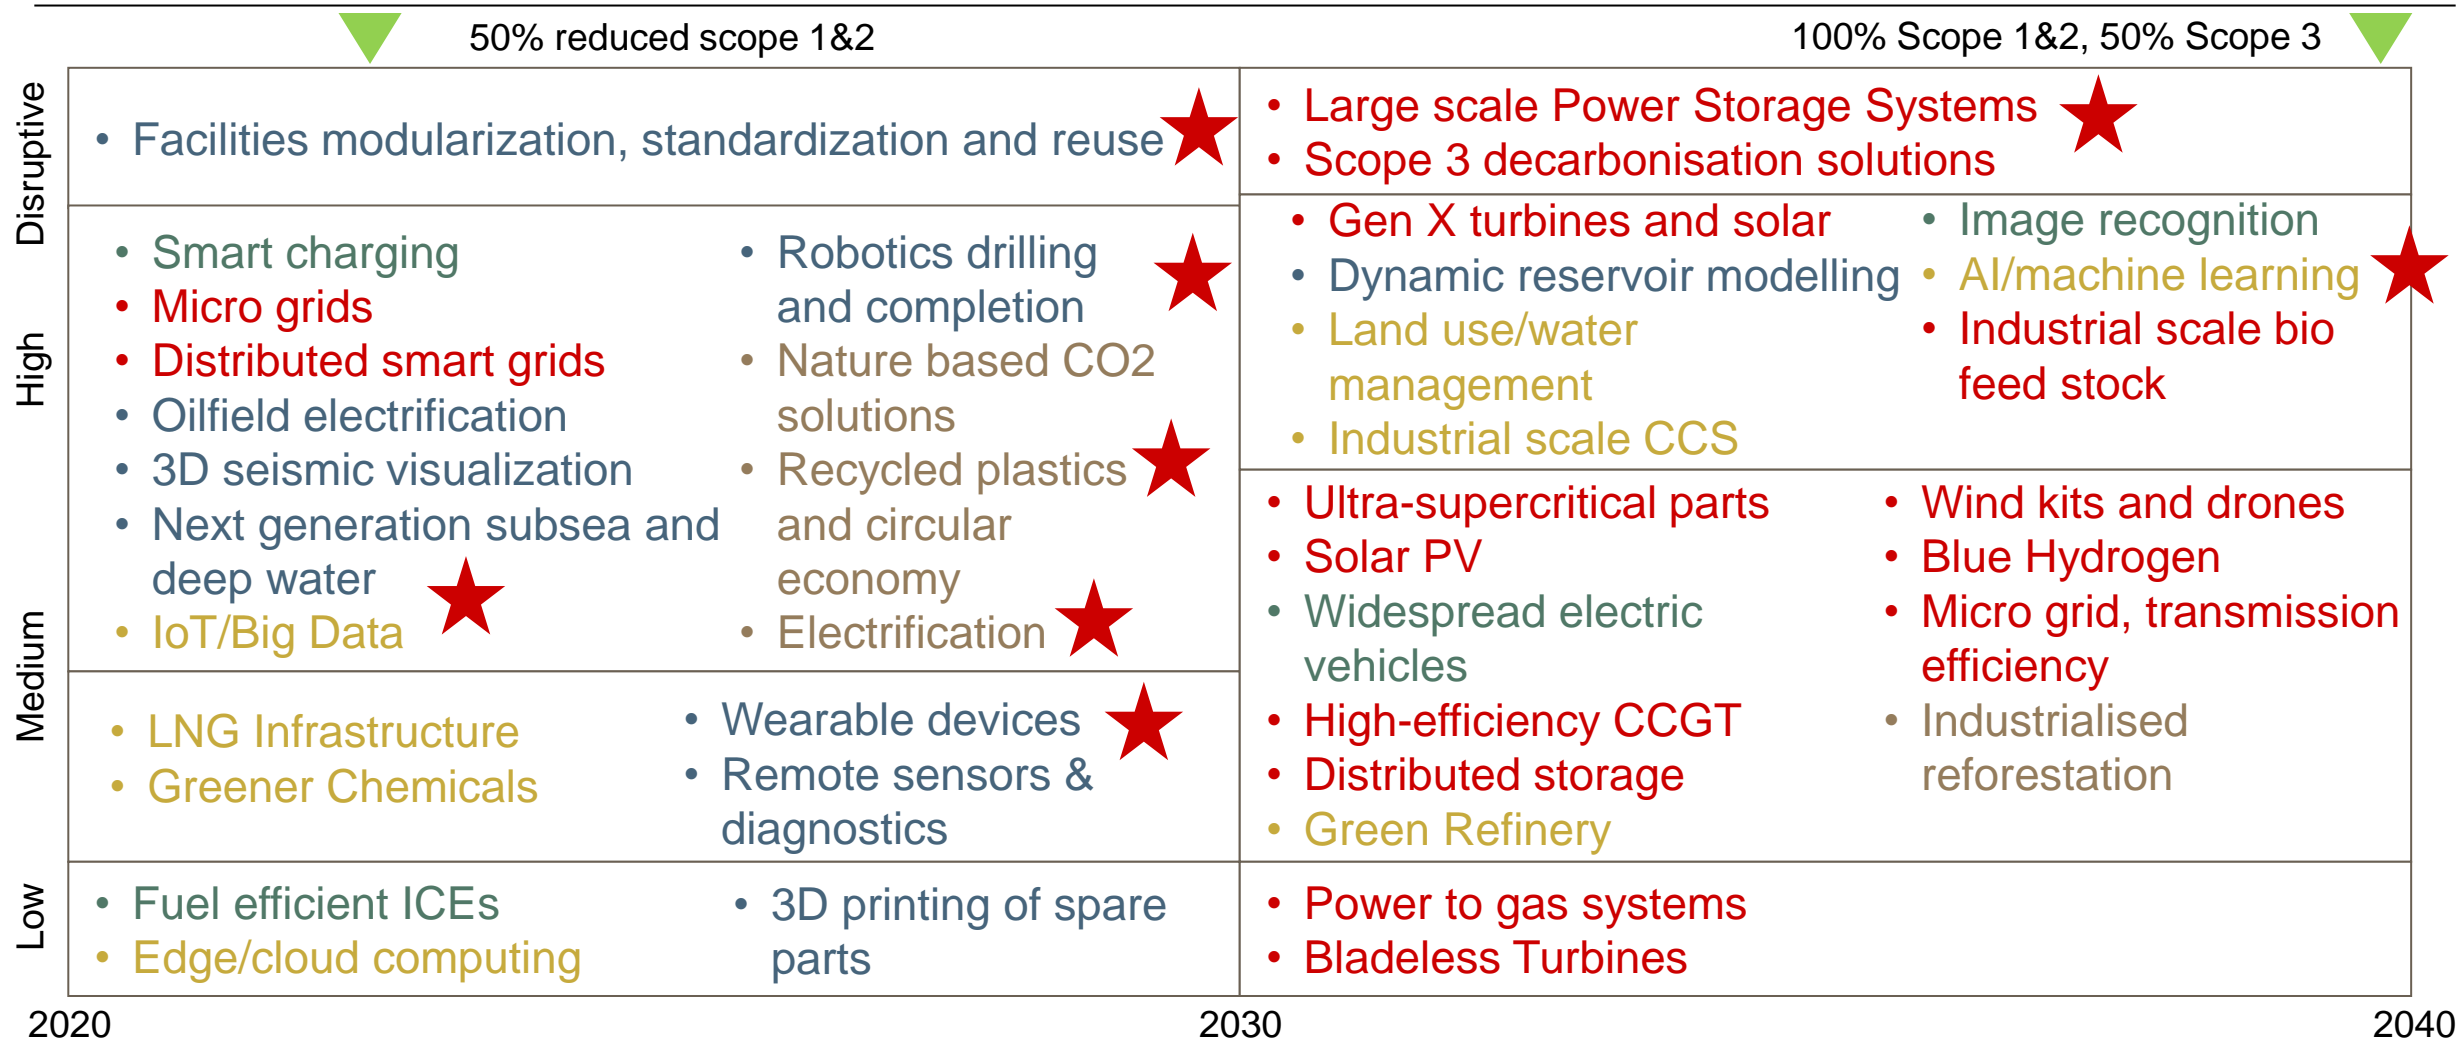 50% reduced scope 1&2
100% Scope 1&2, 50% Scope 3
Disruptive
• Facilities modularization, standardization and reuse
• Large scale Power Storage Systems
• Scope 3 decarbonisation solutions
High
• Smart charging
• Micro grids
• Distributed smart grids
• Oilfield electrification
• 3D seismic visualization
• Next generation subsea and
deep water
• IoT/Big Data
• Robotics drilling
and completion
• Nature based CO2
solutions
• Recycled plastics
and circular
economy
• Electrification
• Gen X turbines and solar
• Dynamic reservoir modelling
• Land use/water
management
• Industrial scale CCS
• Image recognition
• AI/machine learning
• Industrial scale bio
feed stock
Medium
• LNG Infrastructure
• Greener Chemicals
• Wearable devices
• Remote sensors &
diagnostics
• Ultra-supercritical parts
• Solar PV
• Widespread electric
vehicles
• High-efficiency CCGT
• Distributed storage
• Green Refinery
• Wind kits and drones
• Blue Hydrogen
• Micro grid, transmission
efficiency
• Industrialised
reforestation
Low
• Fuel efficient ICEs
• Edge/cloud computing
• 3D printing of spare
parts
• Power to gas systems
• Bladeless Turbines
2020
2030
2040